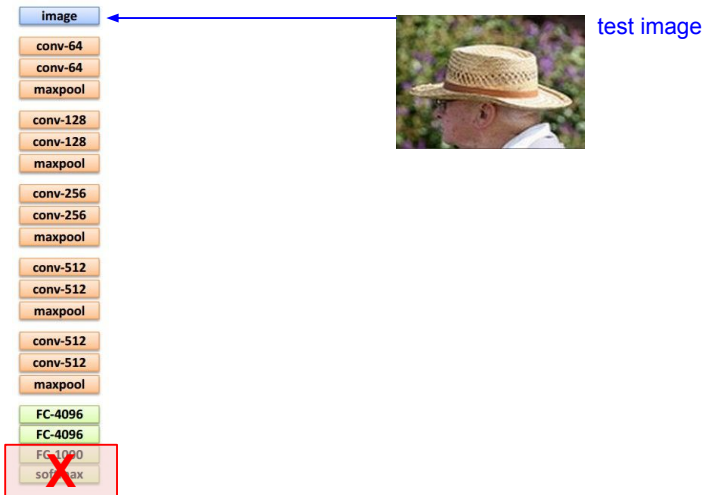 image
test image
conv-64
conv-64
maxpool
conv-128
conv-128
maxpool
conv-256
conv-256
maxpool
conv-512
conv-512
maxpool
conv-512
conv-512
maxpool
FC-4096
FC-4096
FC-1000
softmax
X